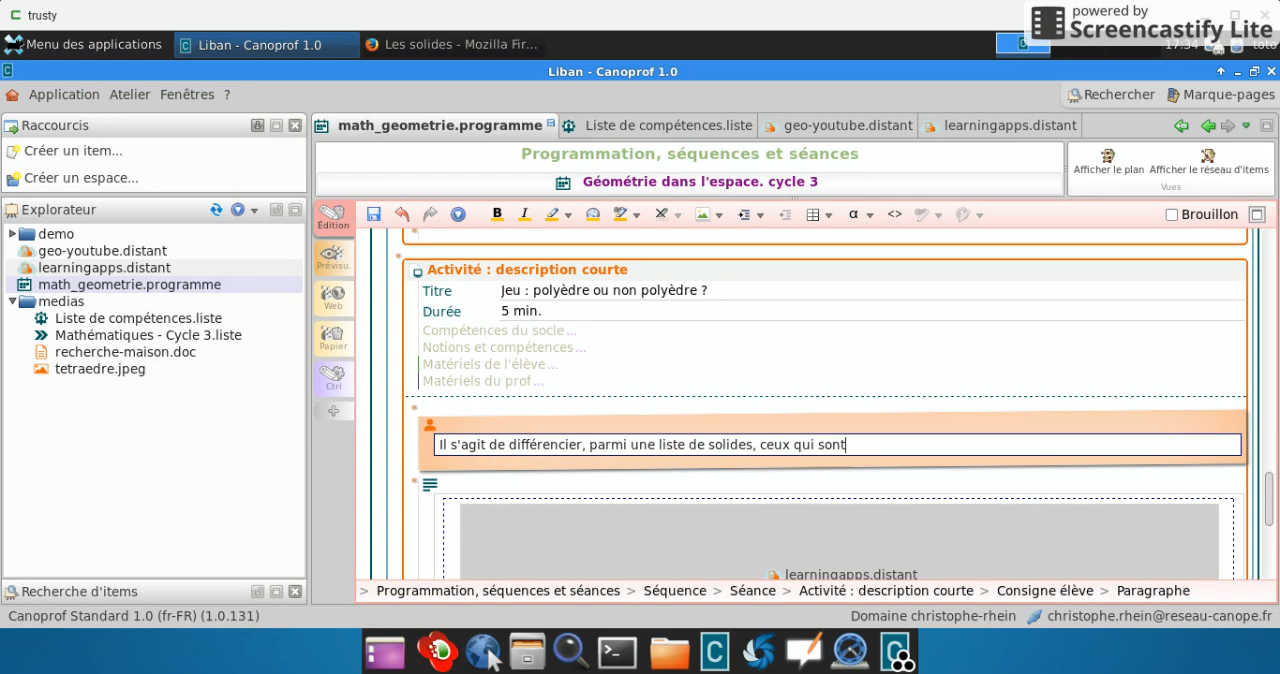 trusty
powered by
Screencastify Lite
Menu des applications
Liban - Canoprof 1.0
Les solides - Mozilla Fir...
17:34
toto
Liban - Canoprof 1.0
Application Atelier Fenêtres ?
Rechercher
Marque-pages
Raccourcis
Créer un item...
Créer un espace...
Explorateur
demo
geo-youtube.distant
learningapps.distant
math_geometrie.programme
medias
Liste de compétences.liste
Mathématiques - Cycle 3.liste
recherche-maison.doc
tetraedre.jpeg
Recherche d'items
math_geometrie.programme
Liste de compétences.liste
geo-youtube.distant
learningapps.distant
Programmation, séquences et séances
Géométrie dans l'espace. cycle 3
Afficher le plan
Afficher le réseau d'items
Vues
Édition
Prévisu.
Web
Papier
Ctrl
B I α <>
Brouillon
Activité : description courte
Titre Jeu : polyèdre ou non polyèdre ?
Durée 5 min.
Compétences du socle...
Notions et compétences...
Matériels de l'élève...
Matériels du prof...
Il s'agit de différencier, parmi une liste de solides, ceux qui sont
learningapps.distant
> Programmation, séquences et séances > Séquence > Séance > Activité : description courte > Consigne élève > Paragraphe
Canoprof Standard 1.0 (fr-FR) (1.0.131)
Domaine christophe-rhein
christophe.rhein@reseau-canope.fr